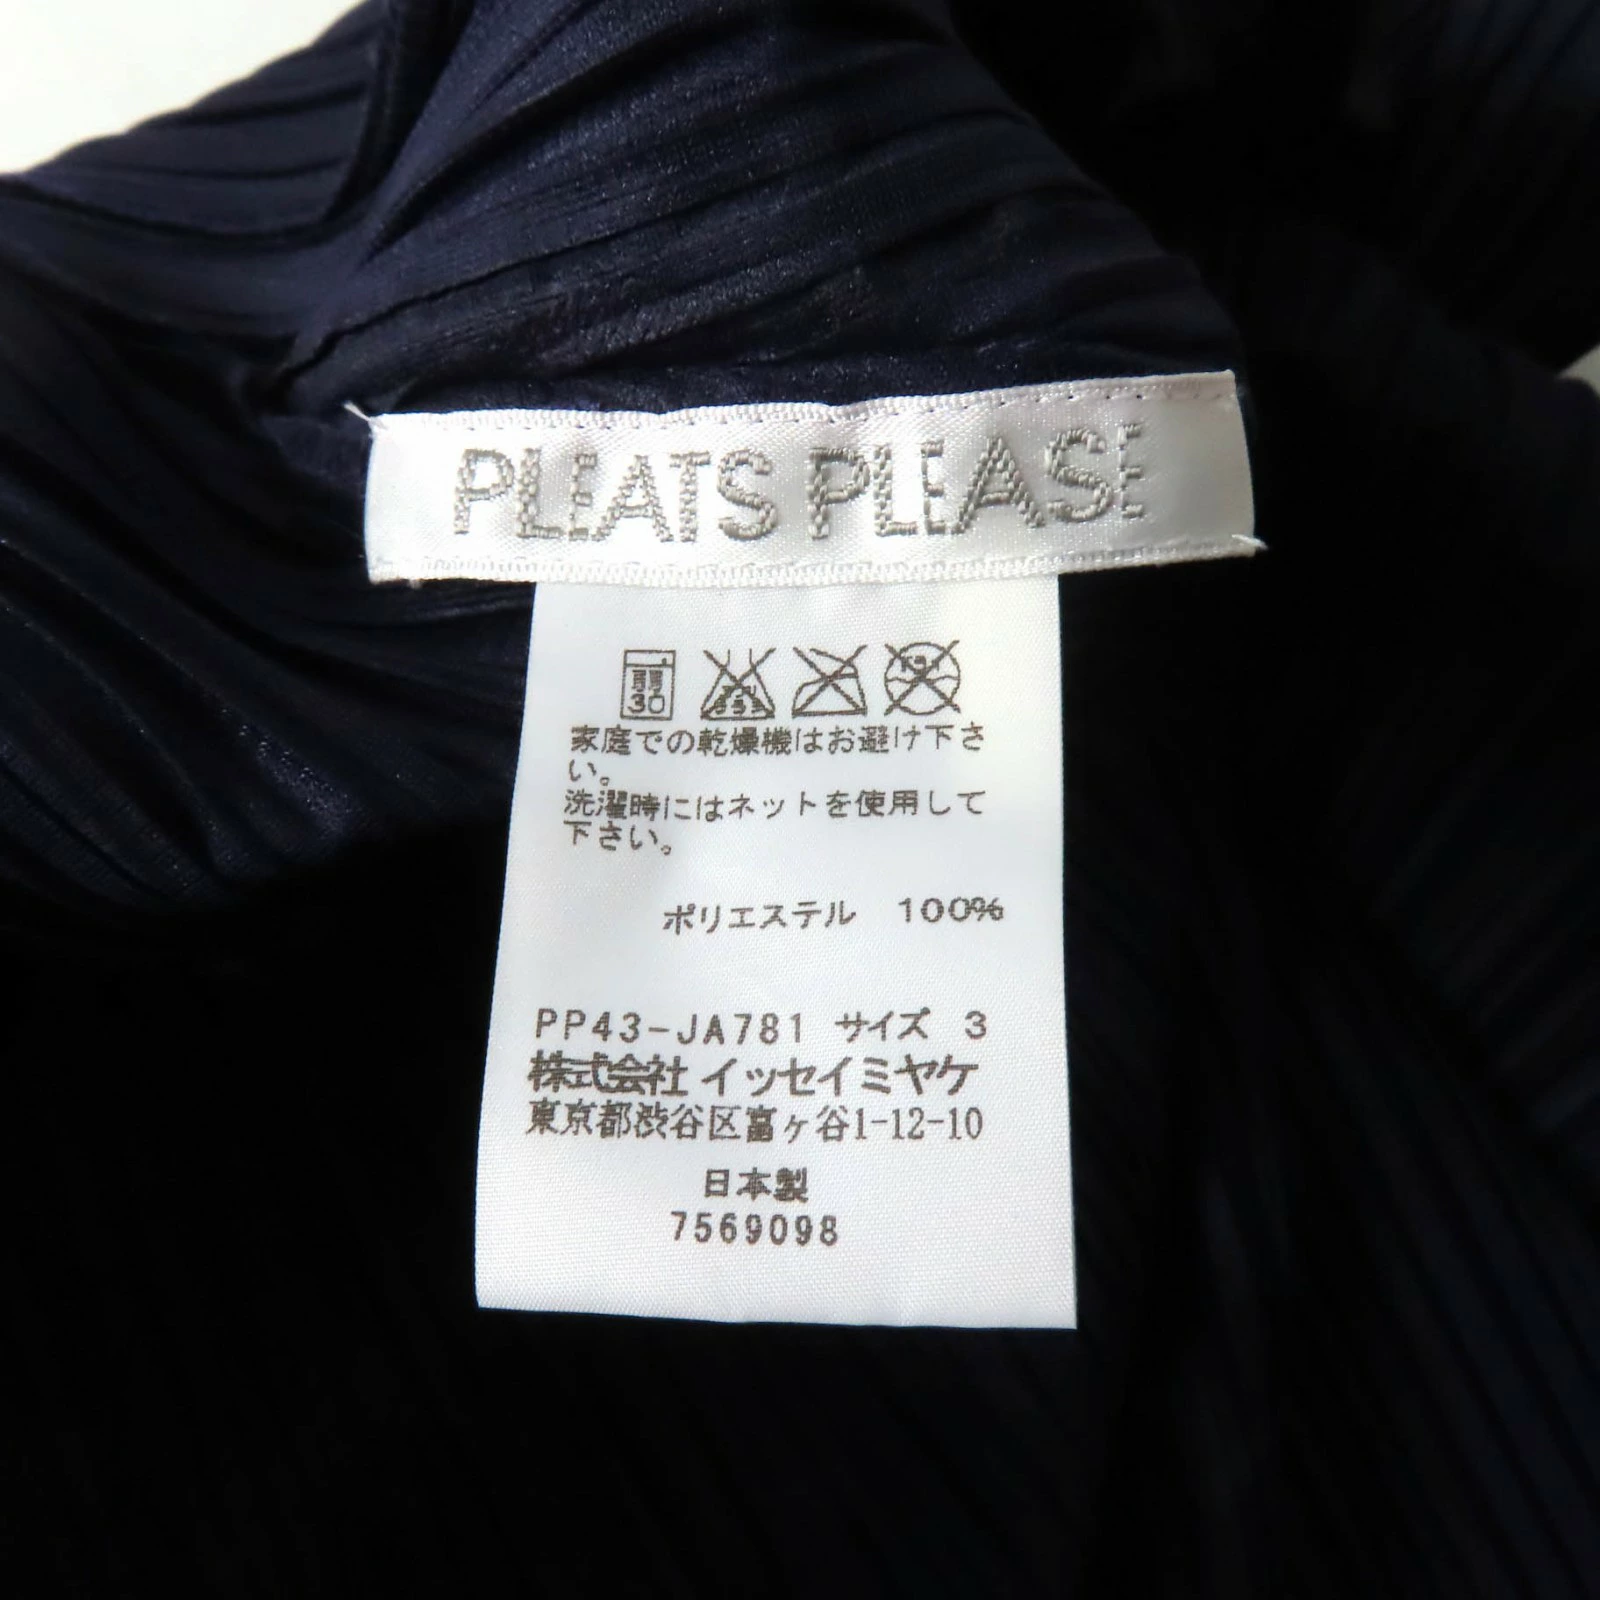 PLEATS PLEASE
弱
30
家庭での乾燥機はお避け下さ
い。
洗濯時にはネットを使用して
下さい。
ポリエステル 100%
PP43-JA781 サイズ 3
株式会社 イッセイミヤケ
東京都渋谷区富ヶ谷1-12-10
日本製
7569098